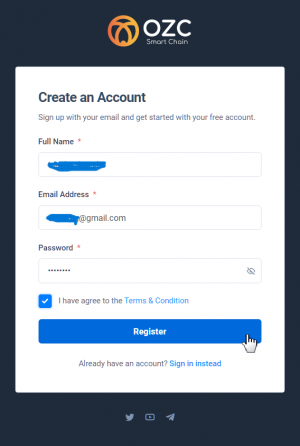 OZC
Smart Chain
Create an Account
Sign up with your email and get started with your free account.
Full Name *
Email Address *
@gmail.com
Password *
I have agree to the Terms & Condition
Register
Already have an account? Sign in instead